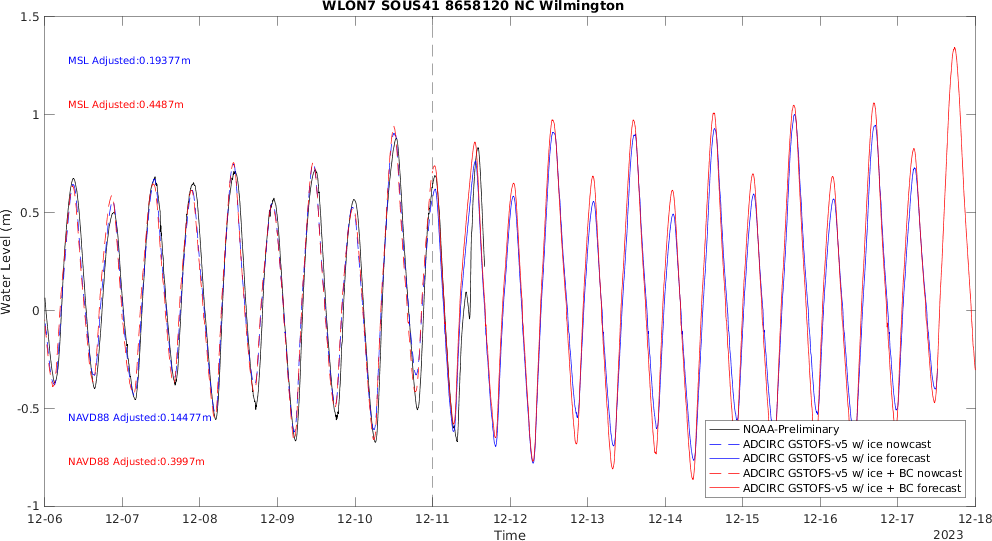 WLON7 SOUS41 8658120 NC Wilmington
1.5
1
0.5
0
-0.5
-1
Water Level (m)
MSL Adjusted:0.19377m
MSL Adjusted:0.4487m
NAVD88 Adjusted:0.14477m
NAVD88 Adjusted:0.3997m
NOAA-Preliminary
ADCIRC GSTOFS-v5 w/ ice nowcast
ADCIRC GSTOFS-v5 w/ ice forecast
ADCIRC GSTOFS-v5 w/ ice + BC nowcast
ADCIRC GSTOFS-v5 w/ ice + BC forecast
12-06 12-07 12-08 12-09 12-10 12-11 12-12 12-13 12-14 12-15 12-16 12-17 12-18
Time
2023